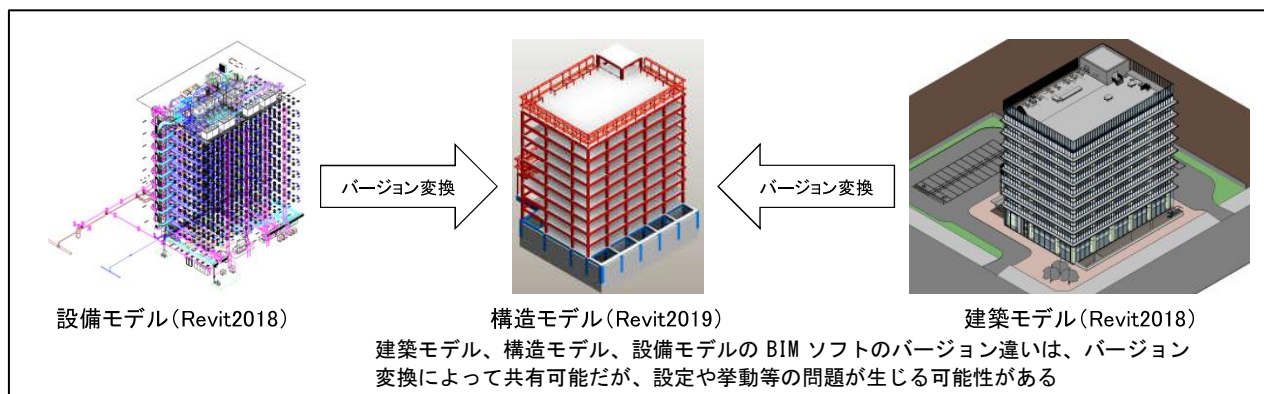 バージョン変換
バージョン変換
設備モデル(Revit2018)
構造モデル(Revit2019)
建築モデル(Revit2018)
建築モデル、構造モデル、設備モデルの BIM ソフトのバージョン違いは、バージョン
変換によって共有可能だが、設定や挙動等の問題が生じる可能性がある